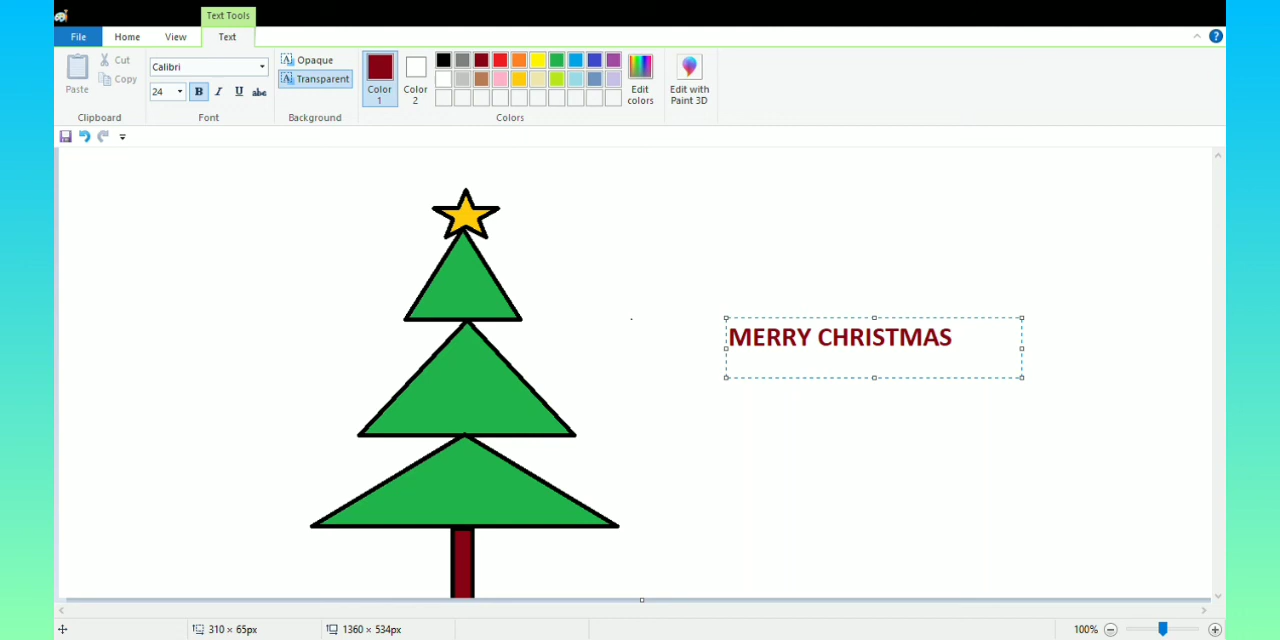 Text Tools
File
Home
View
Text
Paste
Cut
Copy
Clipboard
Calibri
24
B I U abc
Font
Opaque
Transparent
Background
Color 1
Color 2
Edit colors
Colors
Edit with Paint 3D
MERRY CHRISTMAS
310 × 65px
1360 × 534px
100%